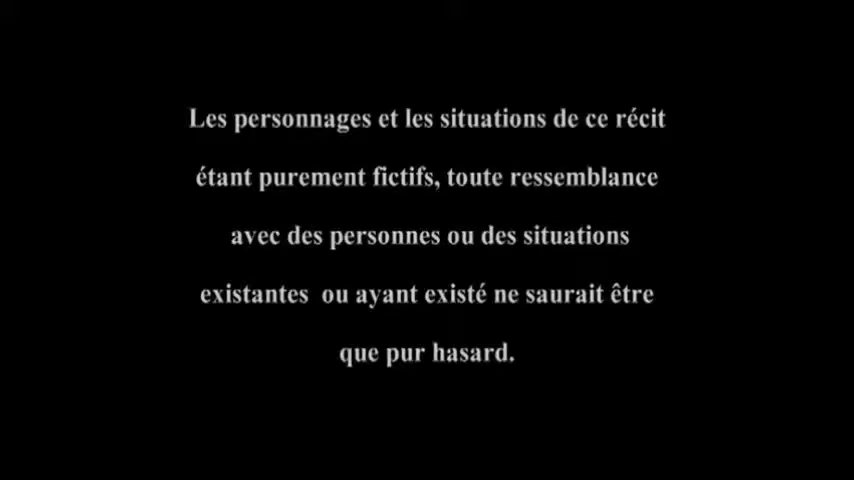 Les personnages et les situations de ce récit
étant purement fictifs, toute ressemblance
avec des personnes ou des situations
existantes  ou ayant existé ne saurait être
que pur hasard.